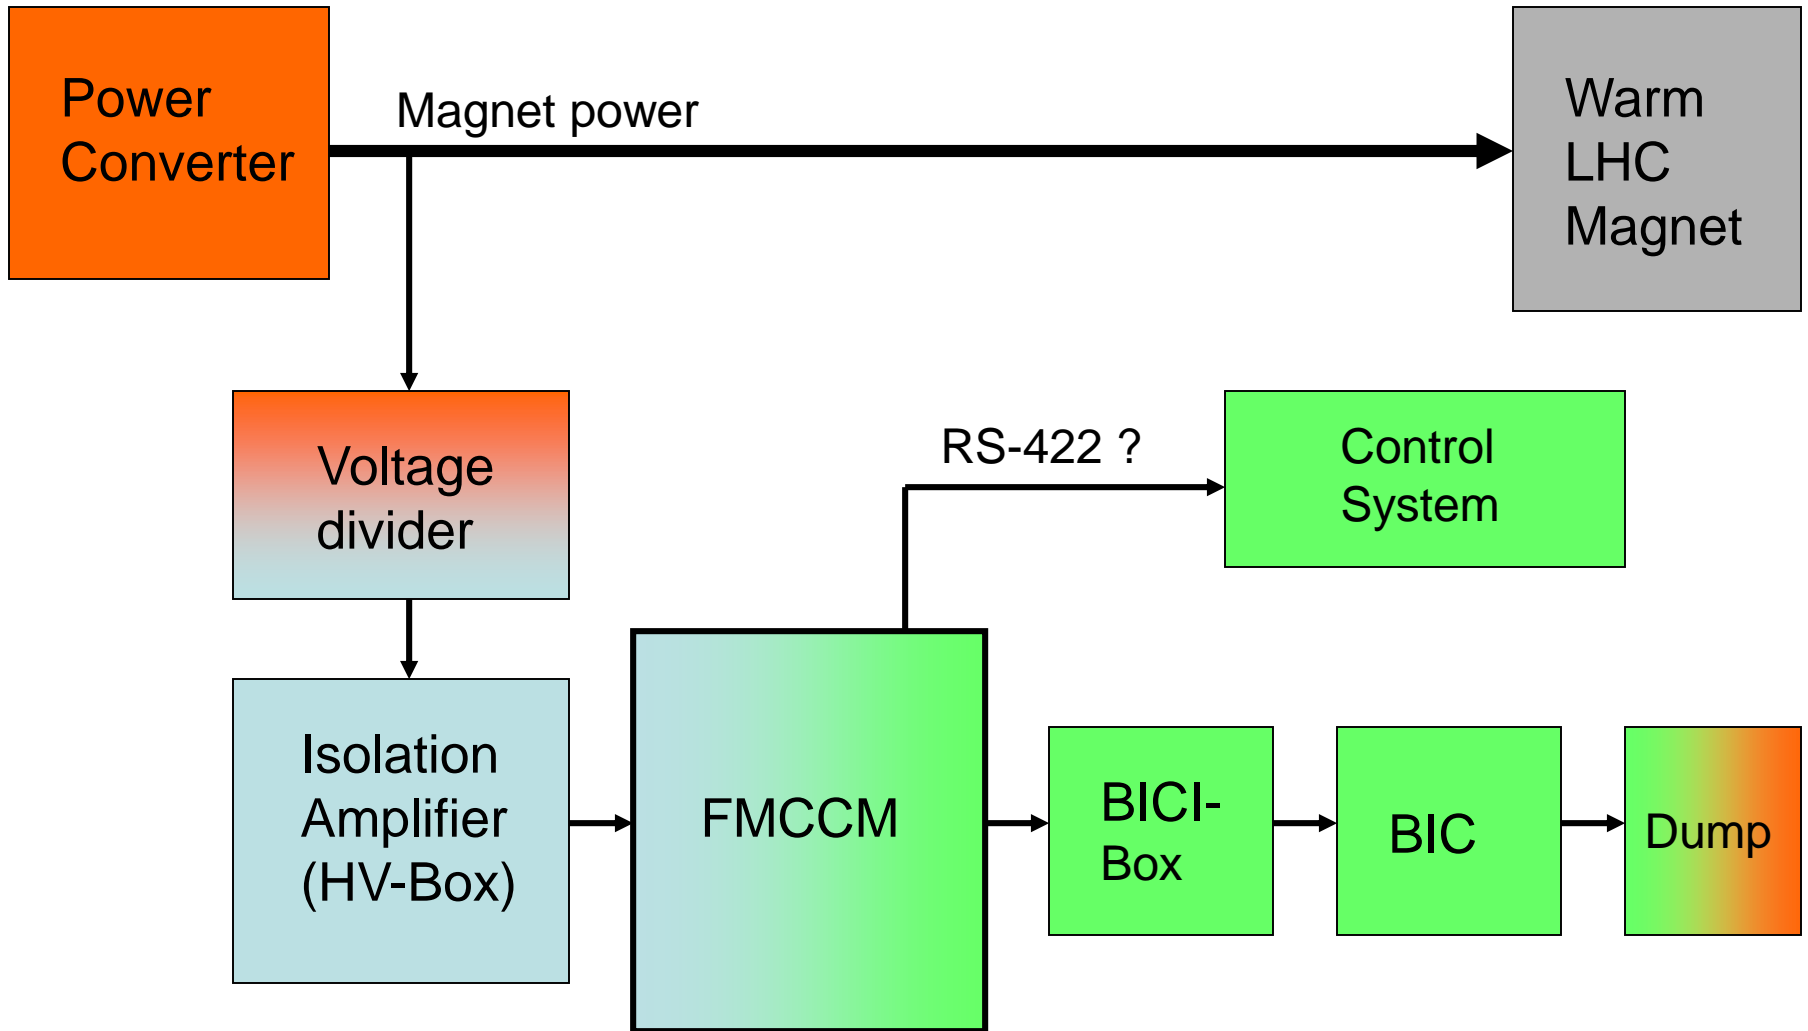 Power
Converter
Magnet power
Warm
LHC
Magnet
Voltage
divider
RS-422 ?
Control
System
Isolation
Amplifier
(HV-Box)
FMCCM
BICI-
Box
BIC
Dump